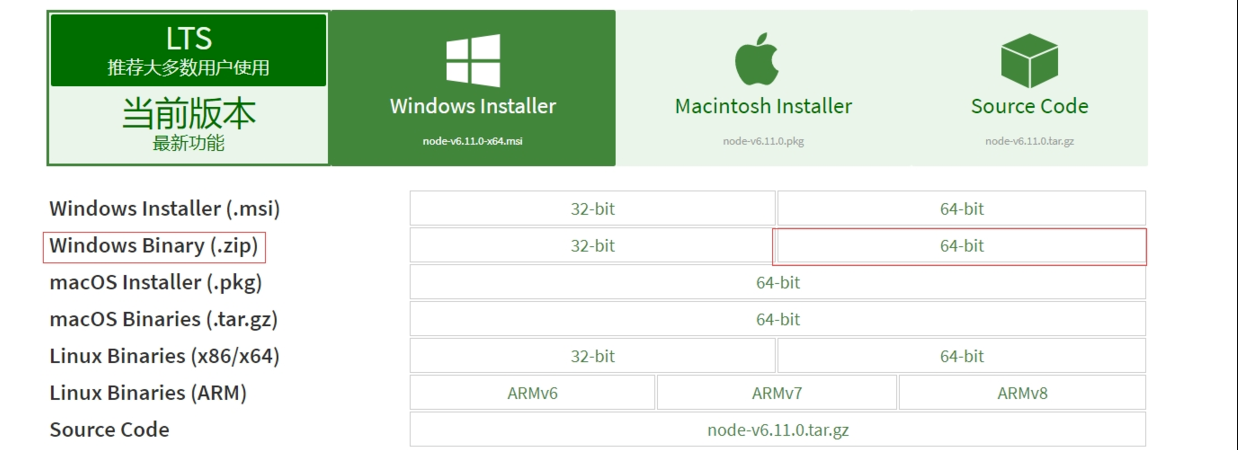 LTS
推荐大多数用户使用
当前版本
最新功能
Windows Installer
node-v6.11.0-x64.msi
Macintosh Installer
node-v6.11.0.pkg
Source Code
node-v6.11.0.tar.gz
Windows Installer (.msi) 32-bit 64-bit
Windows Binary (.zip) 32-bit 64-bit
macOS Installer (.pkg) 64-bit
macOS Binaries (.tar.gz) 64-bit
Linux Binaries (x86/x64) 32-bit 64-bit
Linux Binaries (ARM) ARMv6 ARMv7 ARMv8
Source Code node-v6.11.0.tar.gz